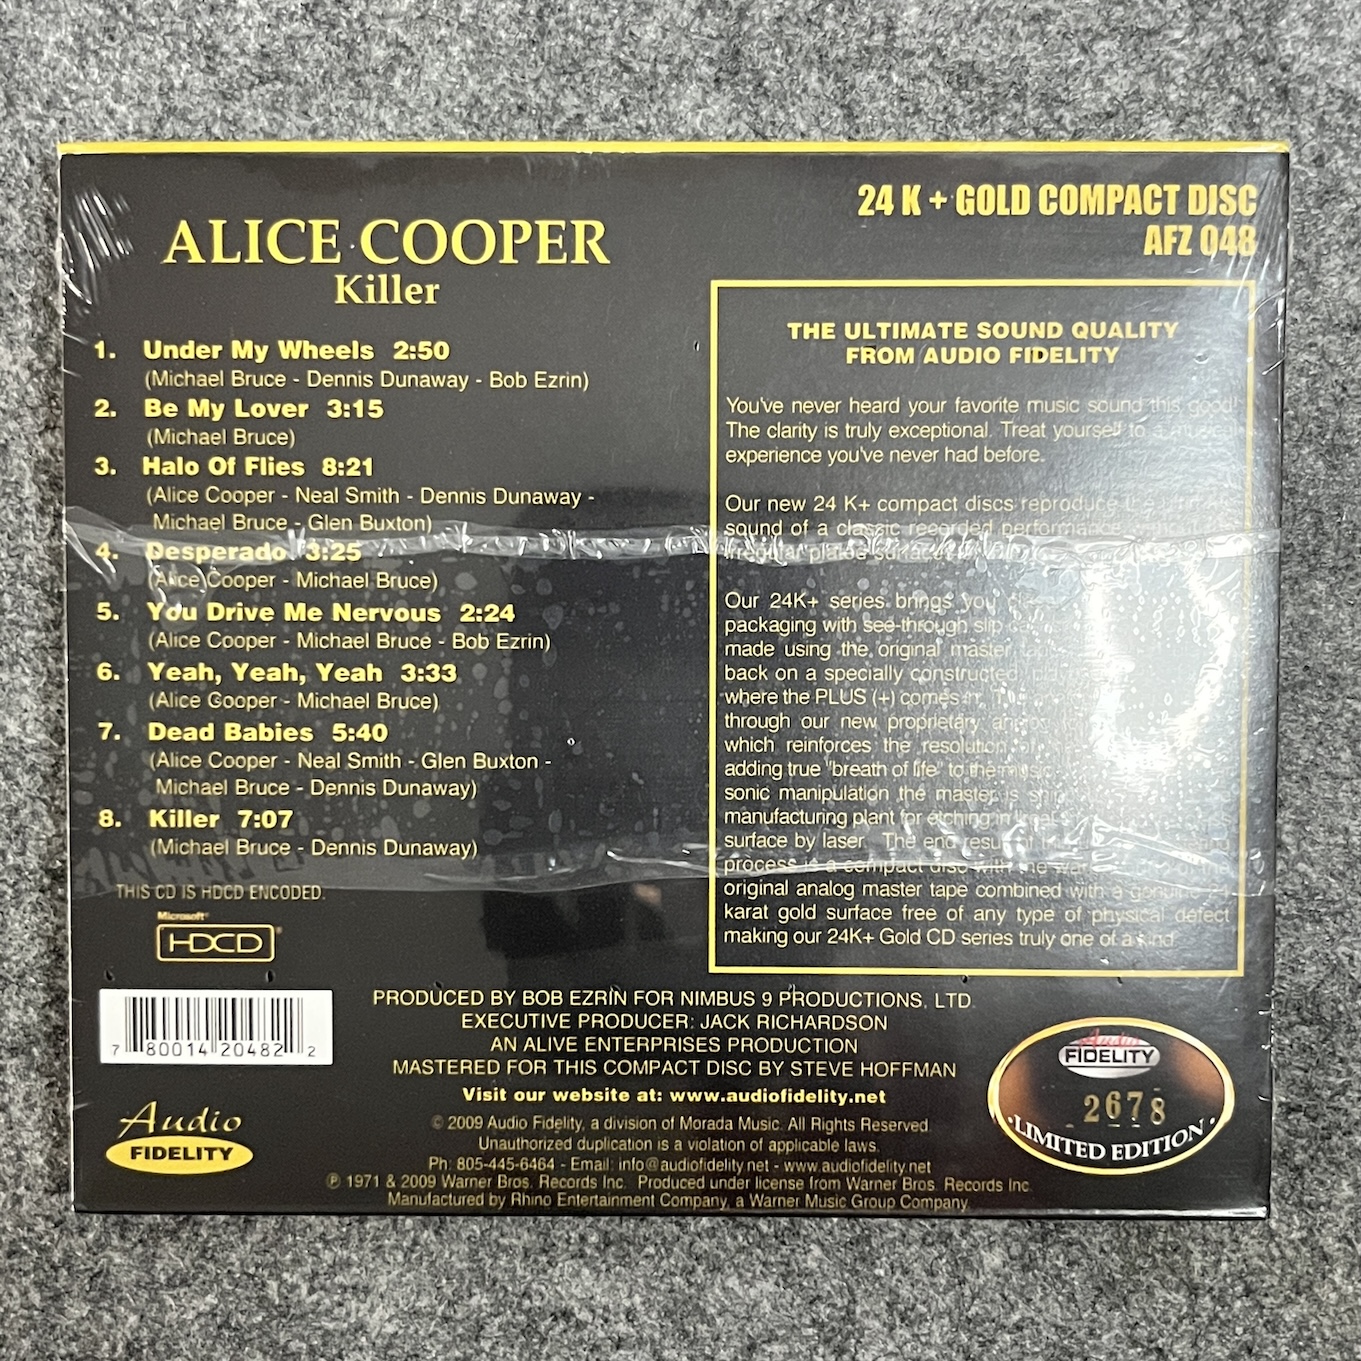 ALICE COOPER
Killer
1. Under My Wheels 2:50
(Michael Bruce - Dennis Dunaway - Bob Ezrin)
2. Be My Lover 3:15
(Michael Bruce)
3. Halo Of Flies 8:21
(Alice Cooper - Neal Smith - Dennis Dunaway -
Michael Bruce - Glen Buxton)
4. Desperado 3:25
(Alice Cooper - Michael Bruce)
5. You Drive Me Nervous 2:24
(Alice Cooper - Michael Bruce - Bob Ezrin)
6. Yeah, Yeah, Yeah 3:33
(Alice Cooper - Michael Bruce)
7. Dead Babies 5:40
(Alice Cooper - Neal Smith - Glen Buxton -
Michael Bruce - Dennis Dunaway)
8. Killer 7:07
(Michael Bruce - Dennis Dunaway)
THIS CD IS HDCD ENCODED.
Microsoft®
HDCD®
24 K + GOLD COMPACT DISC
AFZ 048
THE ULTIMATE SOUND QUALITY
FROM AUDIO FIDELITY
You've never heard your favorite music sound this good!
The clarity is truly exceptional. Treat yourself to a musical
experience you've never had before.
Our new 24 K+ compact discs reproduce
sound of a classic recorded performance
irregular plated surfaces
Our 24K+ series brings you
packaging with see-through slip
made using the original master
back on a specially constructed
where the PLUS (+) comes in
through our new proprietary
which reinforces the resolution
adding true "breath of life" to the music
sonic manipulation the master is
manufacturing plant for etching in
surface by laser. The end result of
process is a compact disc with the
original analog master tape combined with a genuine 24
karat gold surface free of any type of physical defect
making our 24K+ Gold CD series truly one of a kind
7 80014 20482 2
PRODUCED BY BOB EZRIN FOR NIMBUS 9 PRODUCTIONS, LTD.
EXECUTIVE PRODUCER: JACK RICHARDSON
AN ALIVE ENTERPRISES PRODUCTION
MASTERED FOR THIS COMPACT DISC BY STEVE HOFFMAN
Visit our website at: www.audiofidelity.net
© 2009 Audio Fidelity, a division of Morada Music. All Rights Reserved.
Unauthorized duplication is a violation of applicable laws.
Ph: 805-445-6464 - Email: info@audiofidelity.net - www.audiofidelity.net
℗ 1971 & 2009 Warner Bros. Records Inc. Produced under license from Warner Bros. Records Inc.
Manufactured by Rhino Entertainment Company, a Warner Music Group Company.
Audio
FIDELITY
Audio
FIDELITY
2678
·LIMITED EDITION·